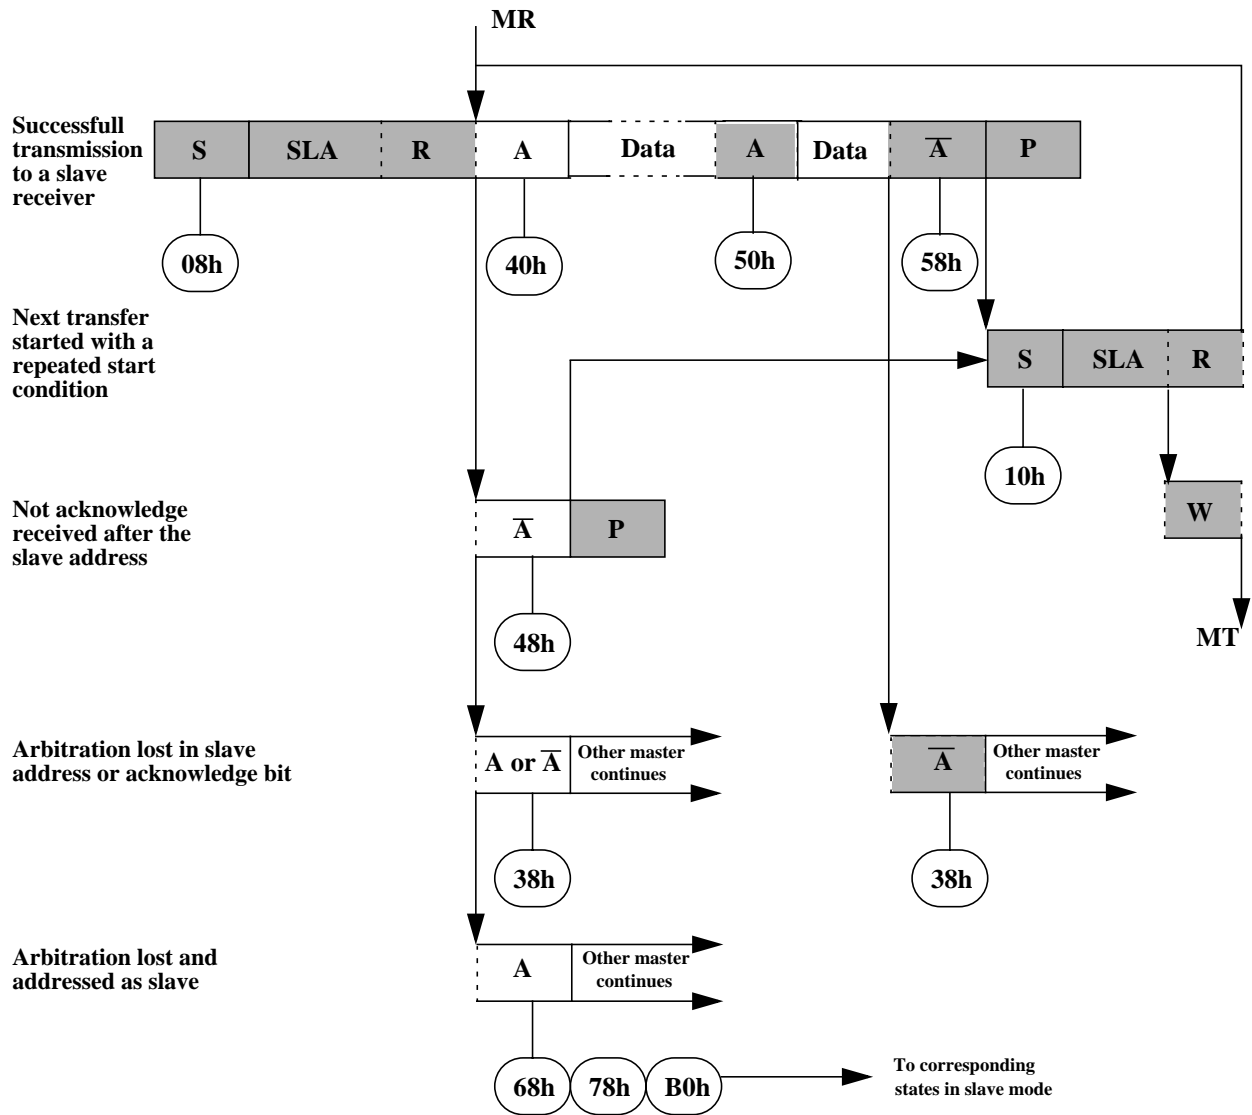 MR
Successfull
transmission
to a slave
receiver
S SLA R A Data A Data A̅ P
08h 40h 50h 58h
Next transfer
started with a
repeated start
condition
S SLA R
10h
W
MT
Not acknowledge
received after the
slave address
A̅ P
48h
Arbitration lost in slave
address or acknowledge bit
A or A̅ Other master
continues
A̅ Other master
continues
38h 38h
Arbitration lost and
addressed as slave
A Other master
continues
68h 78h B0h
To corresponding
states in slave mode